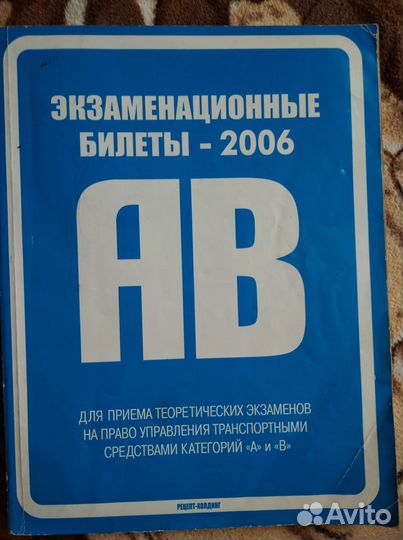 ЭКЗАМЕНАЦИОННЫЕ
БИЛЕТЫ - 2006
АВ
ДЛЯ ПРИЕМА ТЕОРЕТИЧЕСКИХ ЭКЗАМЕНОВ
НА ПРАВО УПРАВЛЕНИЯ ТРАНСПОРТНЫМИ
СРЕДСТВАМИ КАТЕГОРИЙ «А» и «В»
РЕЦЕПТ-ХОЛДИНГ
Avito